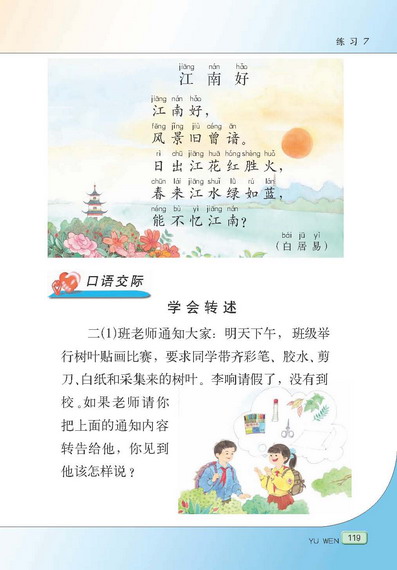 练习 7
jiāng nán hǎo
江南好
jiāng nán hǎo
江南好，
fēng jǐng jiù céng ān
风景旧曾谙。
rì chū jiāng huā hóng shèng huǒ
日出江花红胜火，
chūn lái jiāng shuǐ lǜ rú lán
春来江水绿如蓝，
néng bù yì jiāng nán
能不忆江南？
bái jū yì
（白居易）
口语交际
学会转述
二(1)班老师通知大家：明天下午，班级举
行树叶贴画比赛，要求同学带齐彩笔、胶水、剪
刀、白纸和采集来的树叶。李响请假了，没有到
校。如果老师请你
把上面的通知内容
转告给他，你见到
他该怎样说？
YU WEN 119